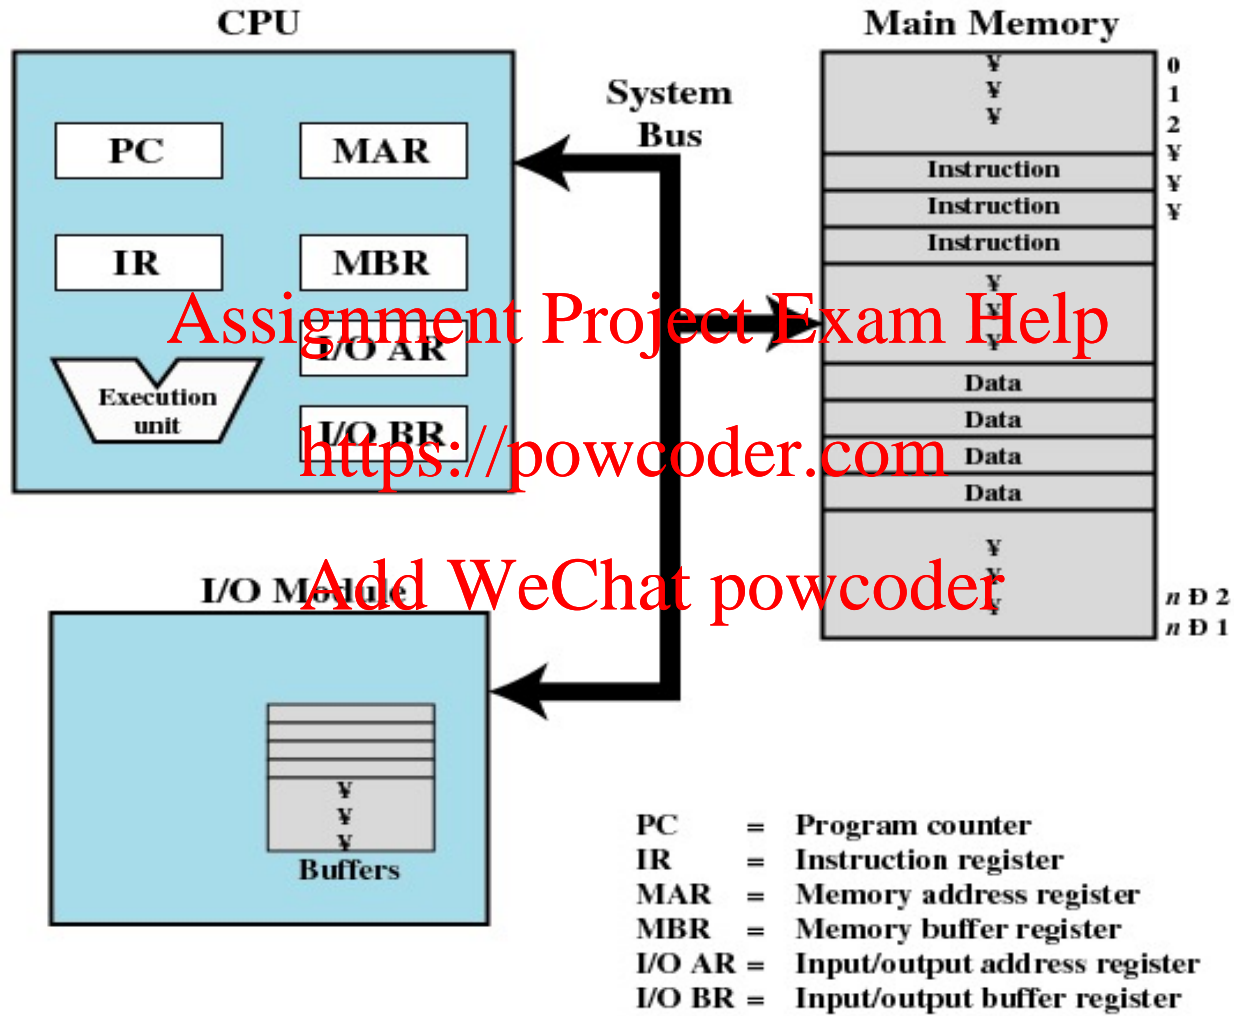 CPU
Main Memory
System
Bus
PC
MAR
IR
MBR
I/O AR
I/O BR
Execution
unit
¥
¥
¥
Instruction
Instruction
Instruction
¥
¥
¥
Data
Data
Data
Data
¥
¥
¥
0
1
2
¥
¥
¥
n Ð 2
n Ð 1
Assignment Project Exam Help
https://powcoder.com
Add WeChat powcoder
I/O Module
¥
¥
¥
Buffers
PC = Program counter
IR = Instruction register
MAR = Memory address register
MBR = Memory buffer register
I/O AR = Input/output address register
I/O BR = Input/output buffer register